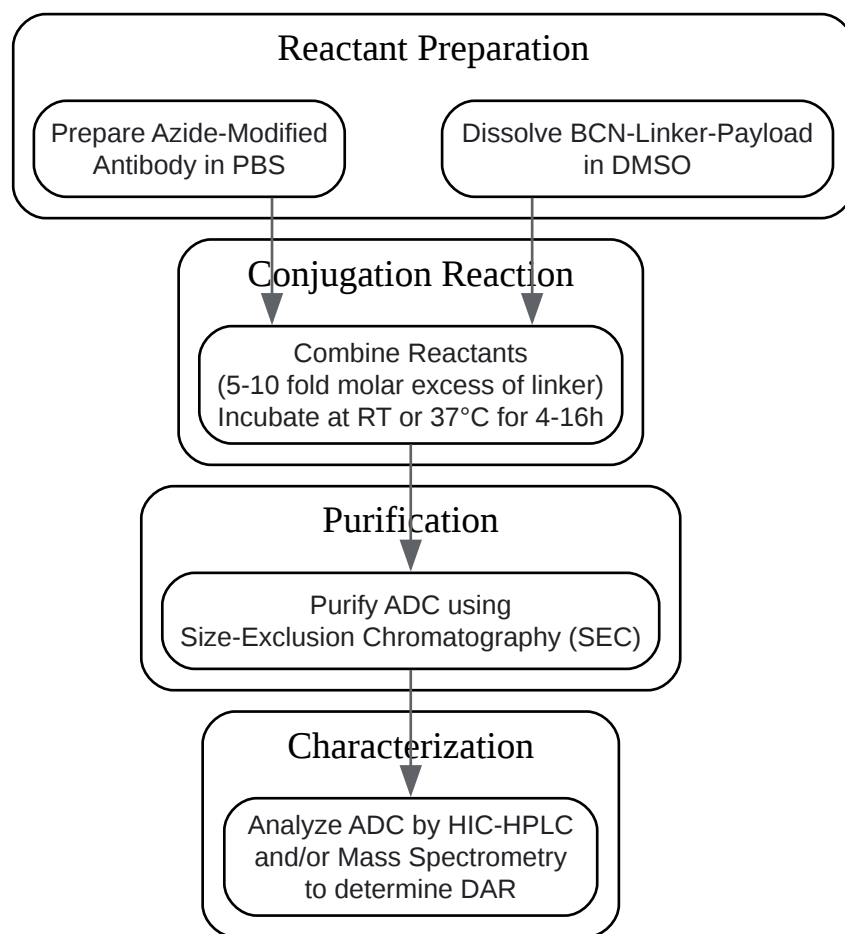 Reactant Preparation
Prepare Azide-Modified
Antibody in PBS
Dissolve BCN-Linker-Payload
in DMSO
Conjugation Reaction
Combine Reactants
(5-10 fold molar excess of linker)
Incubate at RT or 37°C for 4-16h
Purification
Purify ADC using
Size-Exclusion Chromatography (SEC)
Characterization
Analyze ADC by HIC-HPLC
and/or Mass Spectrometry
to determine DAR